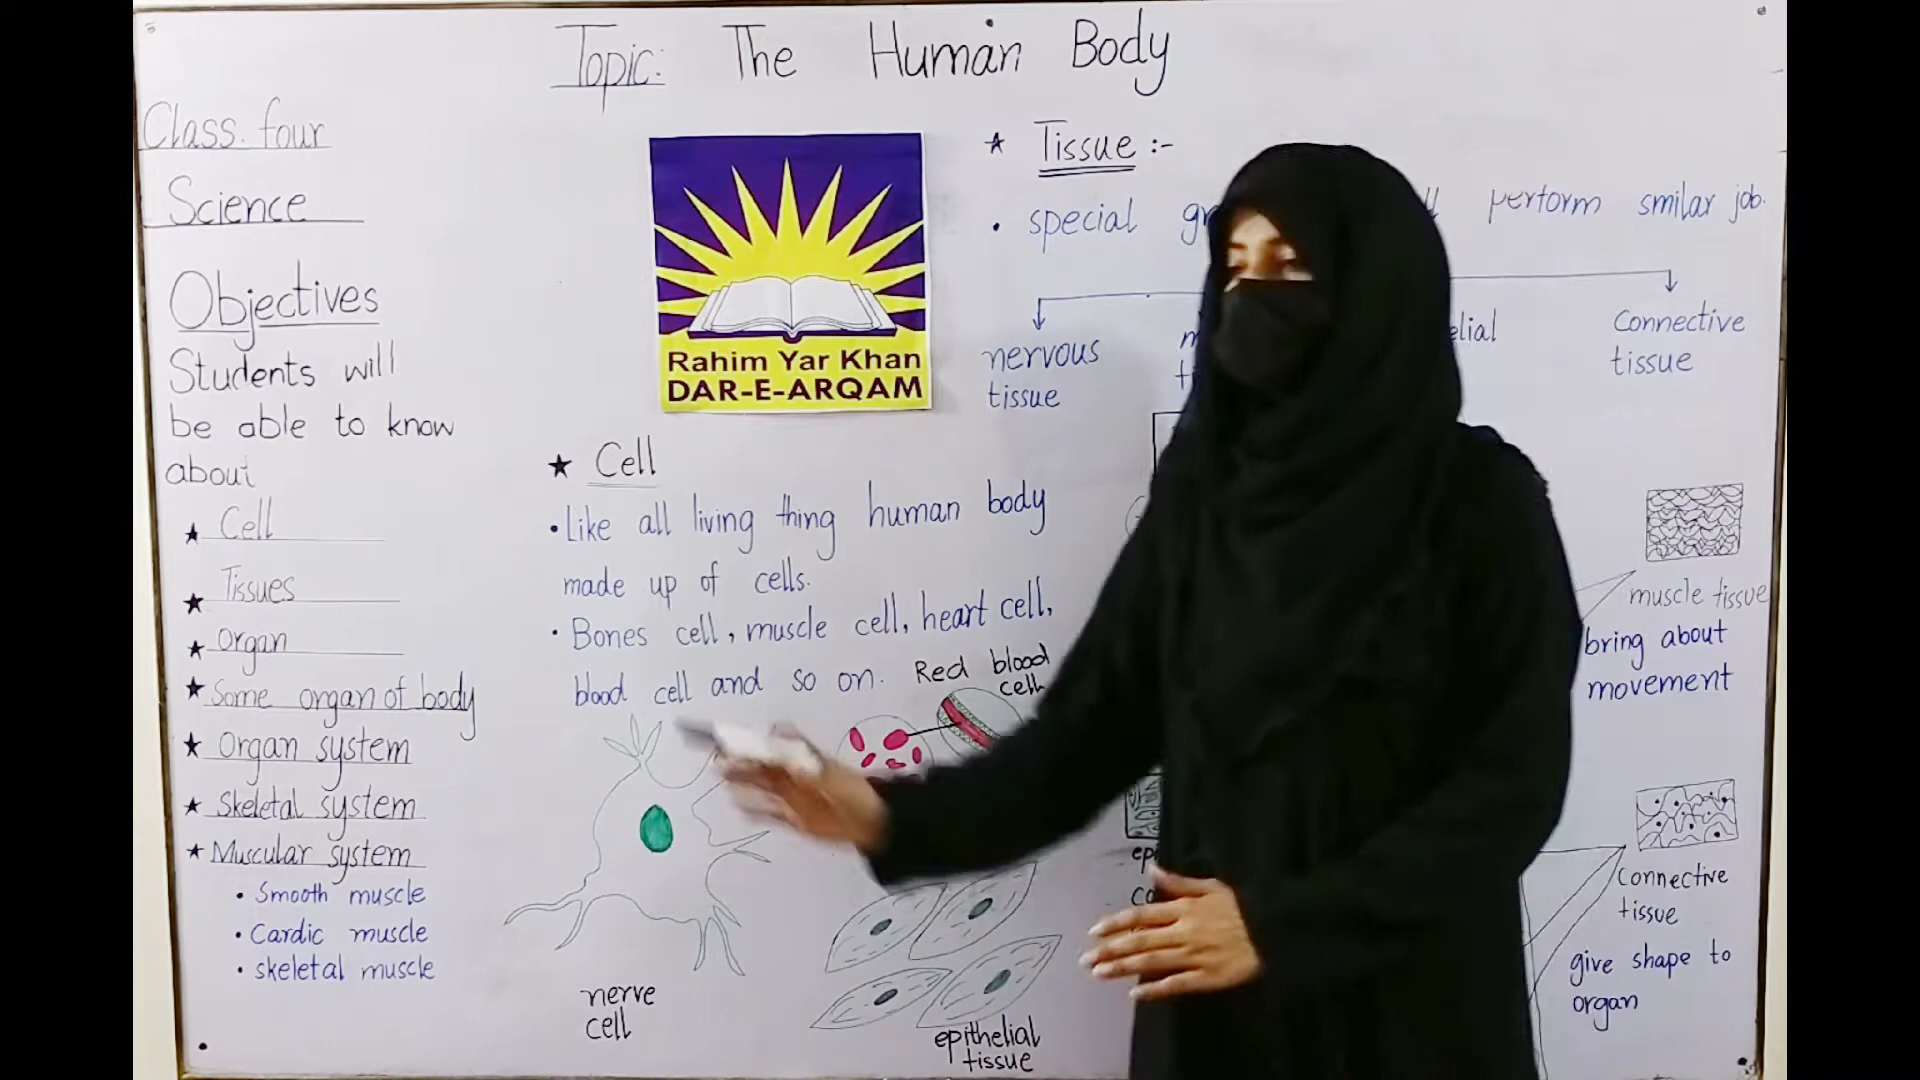 Topic: The Human Body
Class. four
Science
Objectives
Students will
be able to know
about
★ Cell
★ Tissues
★ organ
★ Some organ of body
★ Organ system
★ Skeletal system
★ Muscular system
• Smooth muscle
• Cardic muscle
• skeletal muscle
Rahim Yar Khan
DAR-E-ARQAM
★ Cell
• Like all living thing human body
made up of cells.
• Bones cell, muscle cell, heart cell,
blood cell and so on.
Red blood
cell
nerve
cell
epithelial
tissue
★ Tissue :-
• special perform smilar job.
nervous
tissue
Connective
tissue
muscle tissue
bring about
movement
Connective
tissue
give shape to
organ